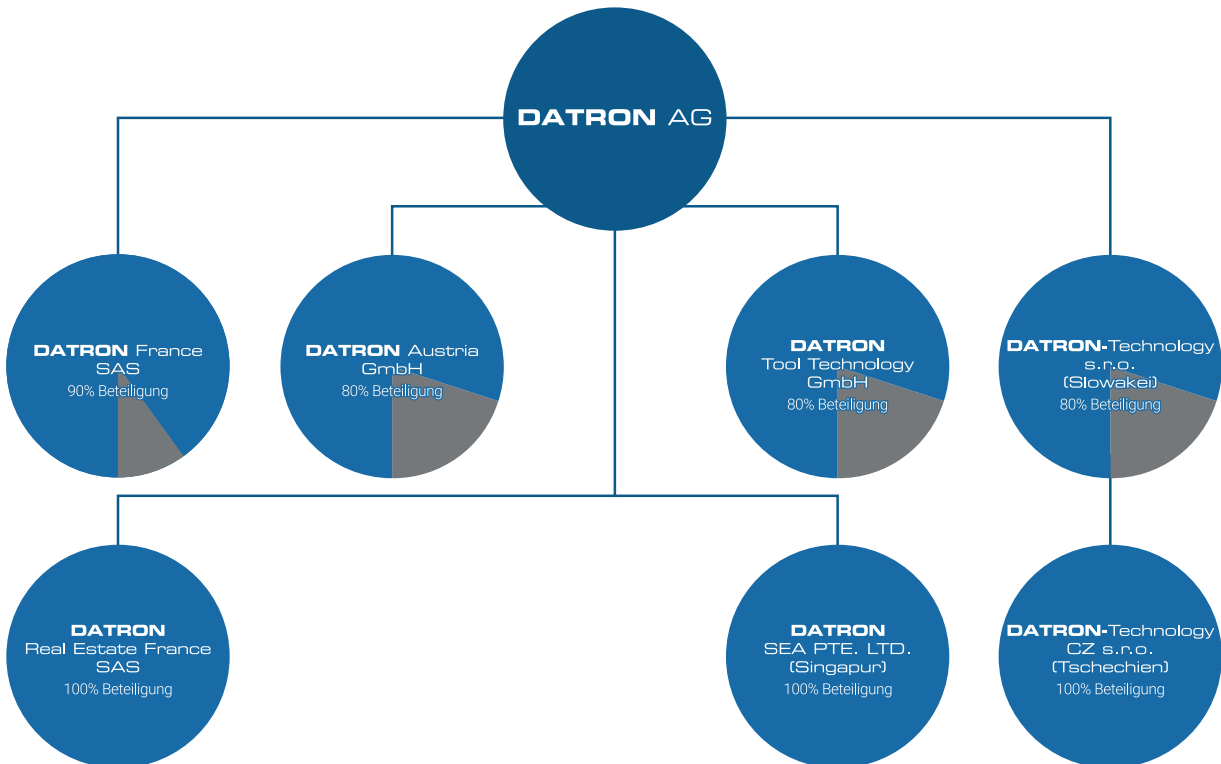 DATRON AG
DATRON France
SAS
90% Beteiligung
DATRON Austria
GmbH
80% Beteiligung
DATRON
Tool Technology
GmbH
80% Beteiligung
DATRON-Technology
s.r.o.
(Slowakei)
80% Beteiligung
DATRON
Real Estate France
SAS
100% Beteiligung
DATRON
SEA PTE. LTD.
(Singapur)
100% Beteiligung
DATRON-Technology
CZ s.r.o.
(Tschechien)
100% Beteiligung